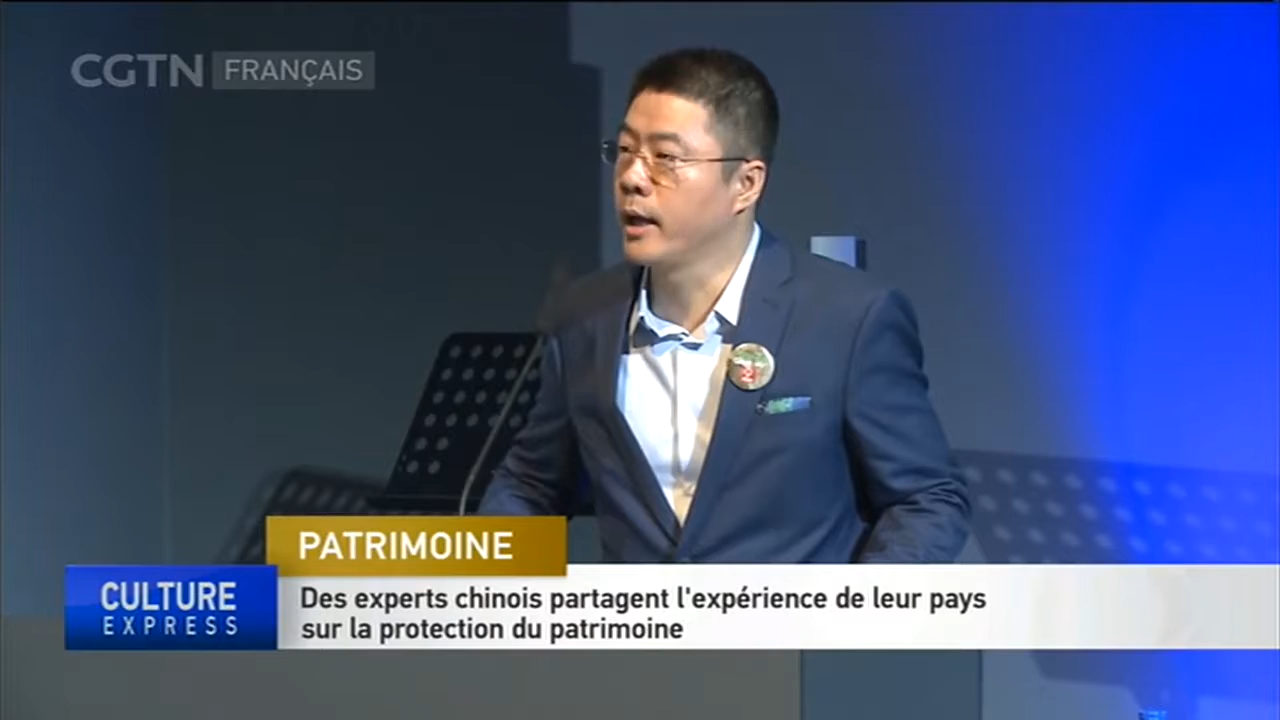 CGTN FRANÇAIS
PATRIMOINE
CULTURE
EXPRESS
Des experts chinois partagent l'expérience de leur pays
sur la protection du patrimoine